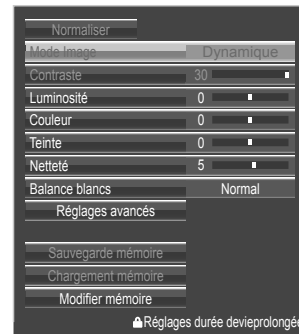 Normaliser
Mode Image Dynamique
Contraste 30
Luminosité 0
Couleur 0
Teinte 0
Netteté 5
Balance blancs Normal
Réglages avancés
Sauvegarde mémoire
Chargement mémoire
Modifier mémoire
Réglages durée devieprolongée